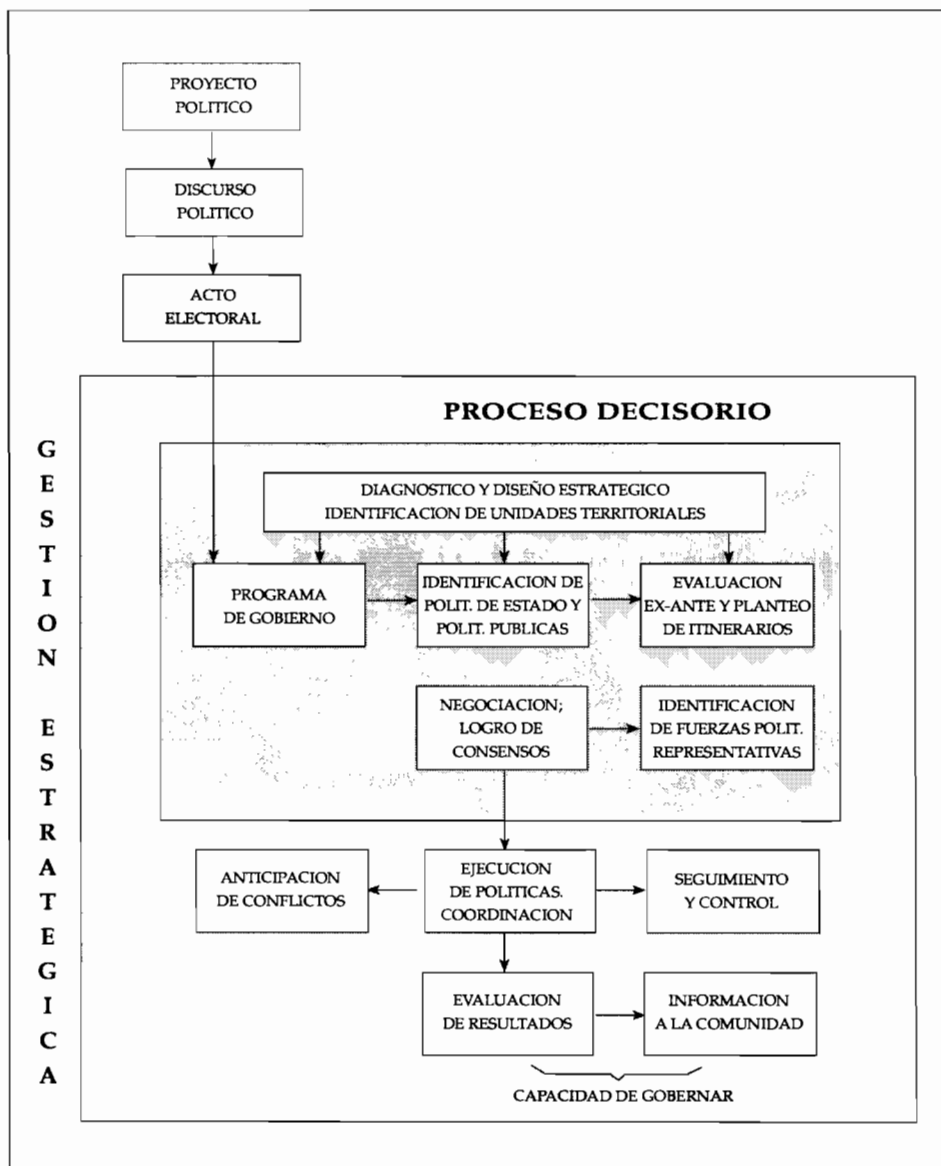 PROYECTO
POLITICO
DISCURSO
POLITICO
ACTO
ELECTORAL
PROCESO DECISORIO
GESTION ESTRATEGICA
DIAGNOSTICO Y DISEÑO ESTRATEGICO
IDENTIFICACION DE UNIDADES TERRITORIALES
PROGRAMA
DE GOBIERNO
IDENTIFICACION DE
POLIT. DE ESTADO Y
POLIT. PUBLICAS
EVALUACION
EX-ANTE Y PLANTEO
DE ITINERARIOS
NEGOCIACION;
LOGRO DE
CONSENSOS
IDENTIFICACION
DE FUERZAS POLIT.
REPRESENTATIVAS
ANTICIPACION
DE CONFLICTOS
EJECUCION
DE POLITICAS.
COORDINACION
SEGUIMIENTO
Y CONTROL
EVALUACION
DE RESULTADOS
INFORMACION
A LA COMUNIDAD
CAPACIDAD DE GOBERNAR